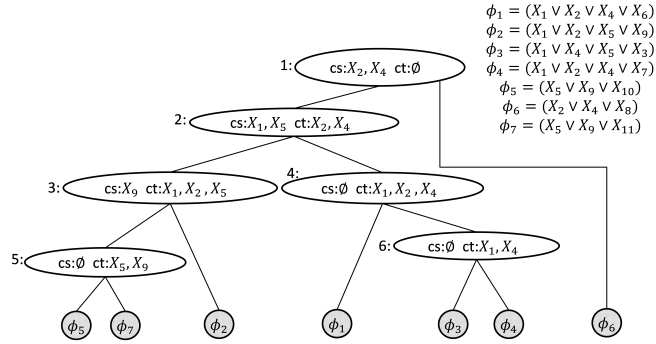 ϕ₁ = (X₁ ∨ X₂ ∨ X₄ ∨ X₆)
ϕ₂ = (X₁ ∨ X₂ ∨ X₅ ∨ X₉)
ϕ₃ = (X₁ ∨ X₄ ∨ X₅ ∨ X₃)
ϕ₄ = (X₁ ∨ X₂ ∨ X₄ ∨ X₇)
ϕ₅ = (X₅ ∨ X₉ ∨ X₁₀)
ϕ₆ = (X₂ ∨ X₄ ∨ X₈)
ϕ₇ = (X₅ ∨ X₉ ∨ X₁₁)
1: cs:X₂, X₄ ct:∅
2: cs:X₁, X₅ ct:X₂, X₄
3: cs:X₉ ct:X₁, X₂, X₅
4: cs:∅ ct:X₁, X₂, X₄
5: cs:∅ ct:X₅, X₉
6: cs:∅ ct:X₁, X₄
ϕ₅ ϕ₇ ϕ₂ ϕ₁ ϕ₃ ϕ₄ ϕ₆